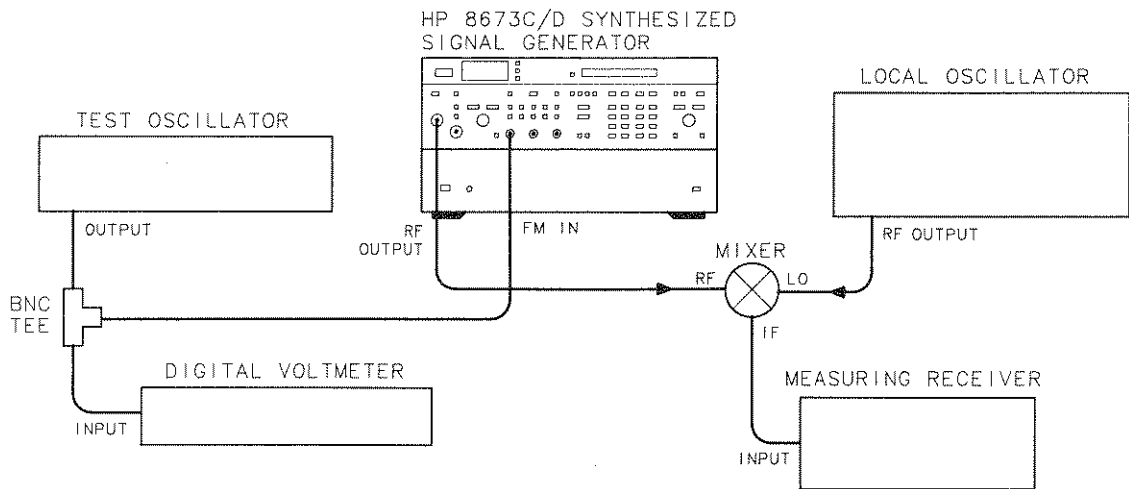 HP 8673C/D SYNTHESIZED
SIGNAL GENERATOR
LOCAL OSCILLATOR
TEST OSCILLATOR
OUTPUT
RF
OUTPUT
FM IN
RF OUTPUT
MIXER
RF
LO
IF
BNC
TEE
DIGITAL VOLTMETER
INPUT
MEASURING RECEIVER
INPUT